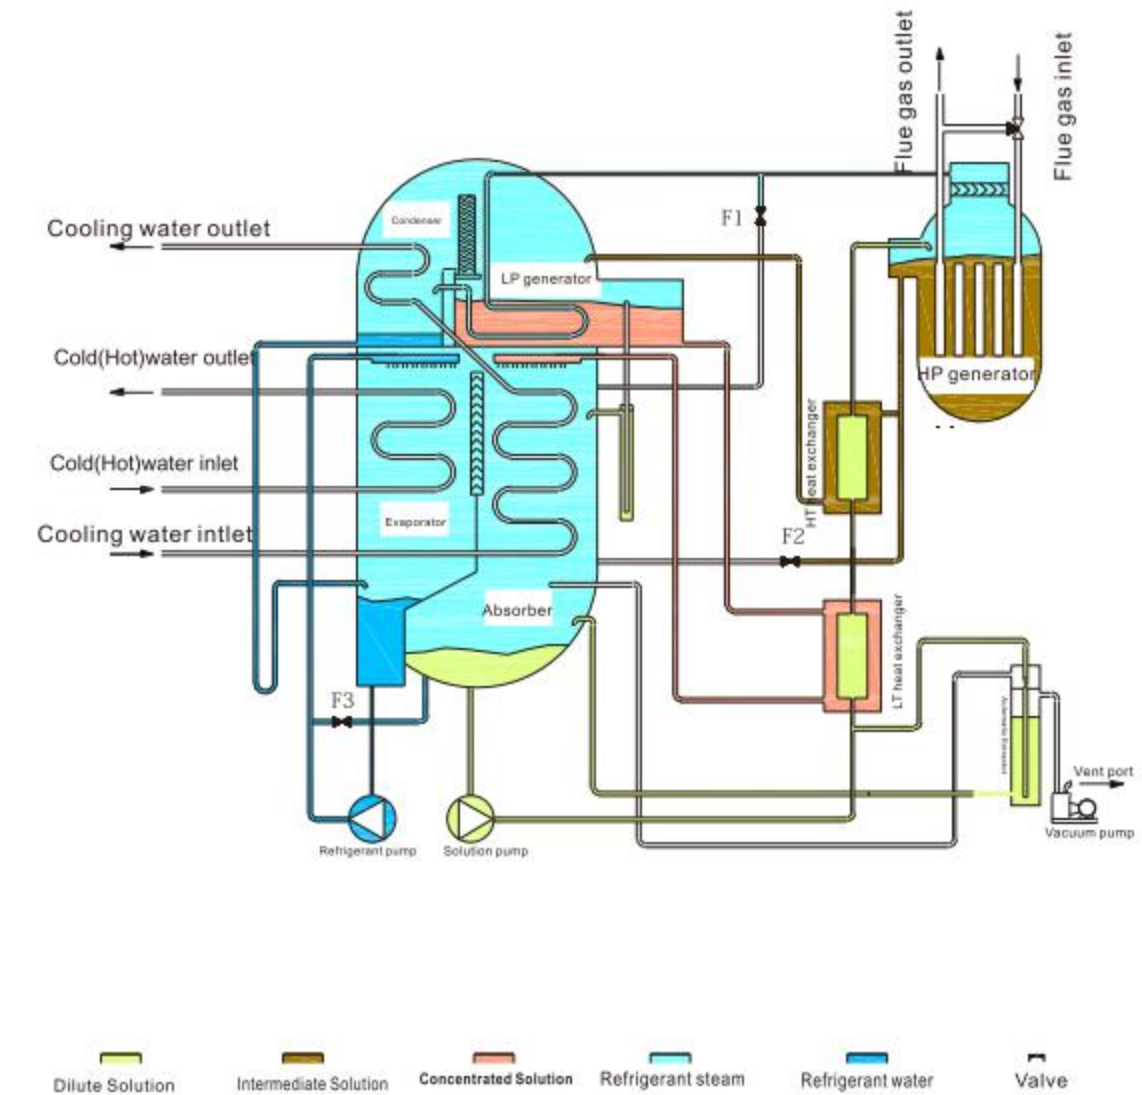 Flue gas outlet
Flue gas inlet
Condenser
F1
Cooling water outlet
LP generator
Cold(Hot)water outlet
HP generator
HT heat exchanger
Cold(Hot)water inlet
Evaporator
Cooling water intlet
F2
Absorber
LT heat exchanger
F3
Vent port
Vacuum pump
Refrigerant pump
Solution pump
Dilute Solution
Intermediate Solution
Concentrated Solution
Refrigerant steam
Refrigerant water
Valve